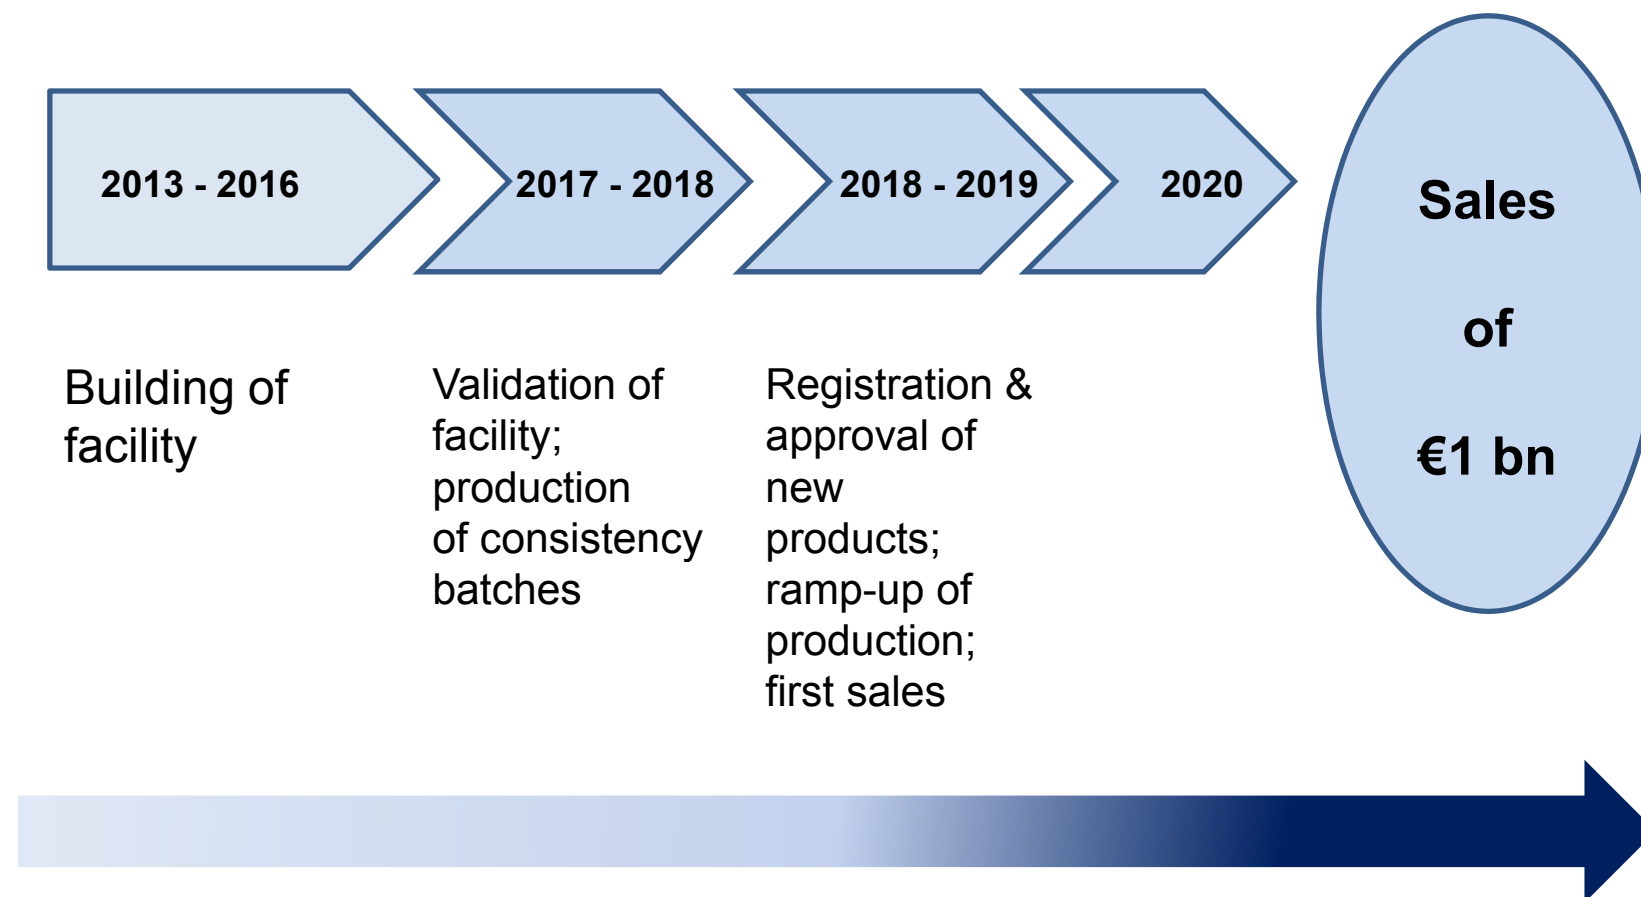 2013 - 2016
2017 - 2018
2018 - 2019
2020
Building of
facility
Validation of
facility;
production
of consistency
batches
Registration &
approval of
new
products;
ramp-up of
production;
first sales
Sales
of
€1 bn